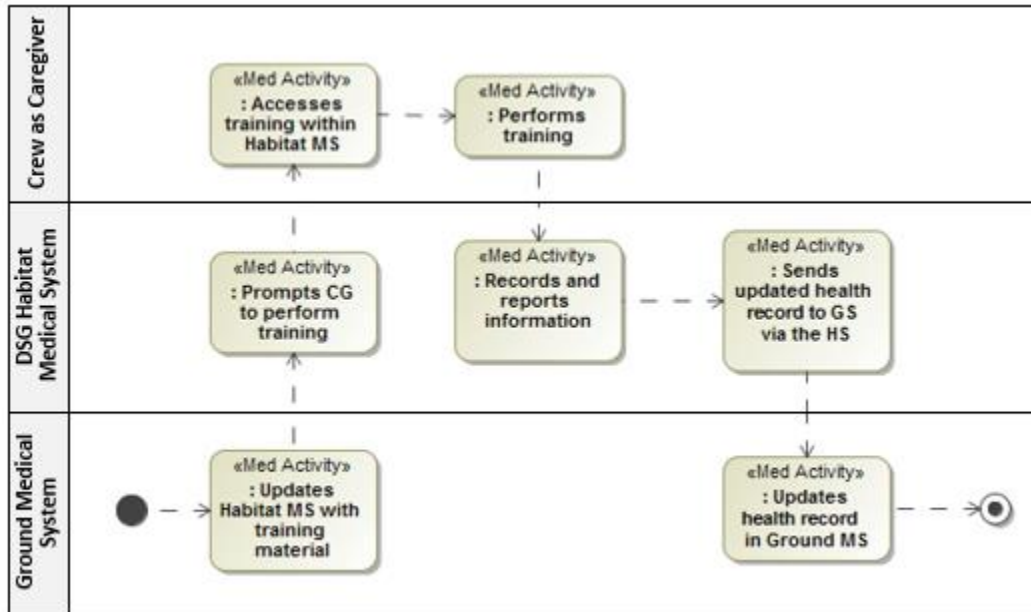 Crew as Caregiver
«Med Activity»
: Accesses
training within
Habitat MS
«Med Activity»
: Performs
training
DSG Habitat
Medical System
«Med Activity»
: Prompts CG
to perform
training
«Med Activity»
: Records and
reports
information
«Med Activity»
: Sends
updated health
record to GS
via the HS
Ground Medical
System
«Med Activity»
: Updates
Habitat MS with
training
material
«Med Activity»
: Updates
health record
in Ground MS